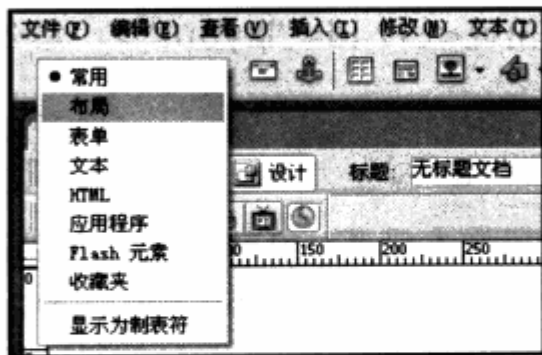 文件(F) 编辑(E) 查看(V) 插入(I) 修改(M) 文本(T)
常用
布局
表单
文本
HTML
应用程序
Flash 元素
收藏夹
显示为制表符
设计 标题: 无标题文档
150 200 250
0